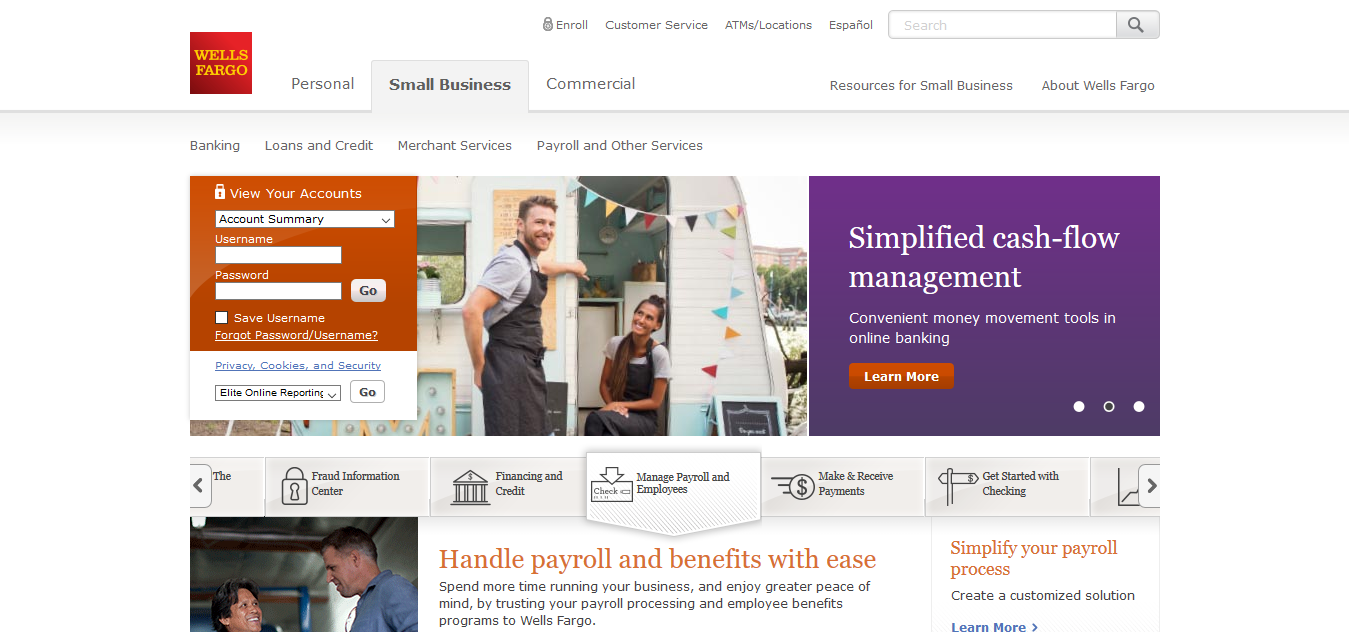 Enroll Customer Service ATMs/Locations Español Search
WELLS
FARGO
Personal Small Business Commercial Resources for Small Business About Wells Fargo
Banking Loans and Credit Merchant Services Payroll and Other Services
View Your Accounts
Account Summary
Username
Password
Go
Save Username
Forgot Password/Username?
Privacy, Cookies, and Security
Elite Online Reporting Go
Simplified cash-flow
management
Convenient money movement tools in
online banking
Learn More
The
Fraud Information
Center
Financing and
Credit
Check
Manage Payroll and
Employees
Make & Receive
Payments
Get Started with
Checking
Handle payroll and benefits with ease
Spend more time running your business, and enjoy greater peace of
mind, by trusting your payroll processing and employee benefits
programs to Wells Fargo.
Simplify your payroll
process
Create a customized solution
Learn More